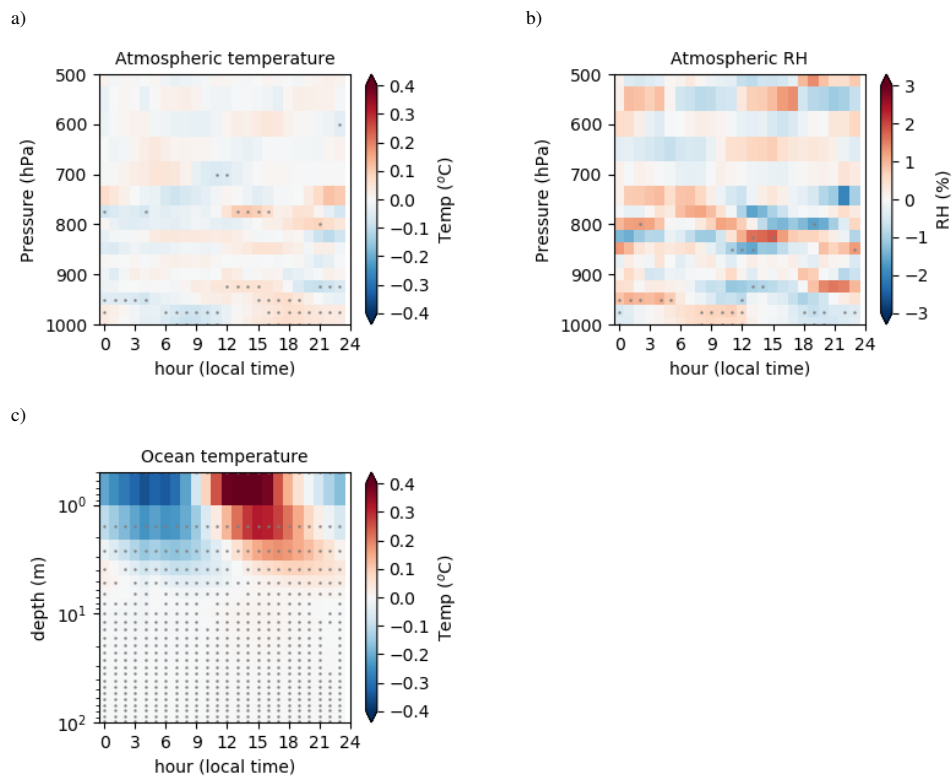 a)
Atmospheric temperature
500
600
700
800
900
1000
Pressure (hPa)
0 3 6 9 12 15 18 21 24
hour (local time)
0.4
0.3
0.2
0.1
0.0
−0.1
−0.2
−0.3
−0.4
Temp (°C)
b)
Atmospheric RH
500
600
700
800
900
1000
Pressure (hPa)
0 3 6 9 12 15 18 21 24
hour (local time)
3
2
1
0
−1
−2
−3
RH (%)
c)
Ocean temperature
10⁰
10¹
10²
depth (m)
0 3 6 9 12 15 18 21 24
hour (local time)
0.4
0.3
0.2
0.1
0.0
−0.1
−0.2
−0.3
−0.4
Temp (°C)